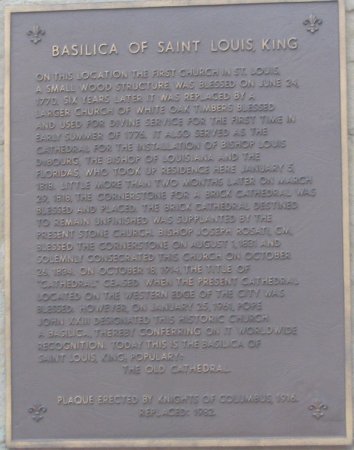 BASILICA OF SAINT LOUIS, KING
ON THIS LOCATION THE FIRST CHURCH IN ST. LOUIS,
A SMALL WOOD STRUCTURE, WAS BLESSED ON JUNE 24,
1770. SIX YEARS LATER IT WAS REPLACED BY A
LARGER CHURCH OF WHITE OAK TIMBERS BLESSED
AND USED FOR DIVINE SERVICE FOR THE FIRST TIME IN
EARLY SUMMER OF 1776. IT ALSO SERVED AS THE
CATHEDRAL FOR THE INSTALLATION OF BISHOP LOUIS
DUBOURG, THE BISHOP OF LOUISIANA AND THE
FLORIDAS, WHO TOOK UP RESIDENCE HERE JANUARY 5,
1818. LITTLE MORE THAN TWO MONTHS LATER ON MARCH
29, 1818, THE CORNERSTONE FOR A BRICK CATHEDRAL WAS
BLESSED AND PLACED. THE BRICK CATHEDRAL DESTINED
TO REMAIN UNFINISHED WAS SUPPLANTED BY THE
PRESENT STONE CHURCH. BISHOP JOSEPH ROSATI, CM,
BLESSED THE CORNERSTONE ON AUGUST 1, 1831 AND
SOLEMNLY CONSECRATED THIS CHURCH ON OCTOBER
26, 1834. ON OCTOBER 18, 1914, THE TITLE OF
"CATHEDRAL" CEASED WHEN THE PRESENT CATHEDRAL
LOCATED ON THE WESTERN EDGE OF THE CITY WAS
BLESSED. HOWEVER, ON JANUARY 25, 1961, POPE
JOHN XXIII DESIGNATED THIS HISTORIC CHURCH
A BASILICA, THEREBY CONFERRING ON IT WORLDWIDE
RECOGNITION. TODAY THIS IS THE BASILICA OF
SAINT LOUIS, KING; POPULARY:
THE OLD CATHEDRAL.
PLAQUE ERECTED BY KNIGHTS OF COLUMBUS, 1916.
REPLACED: 1982.